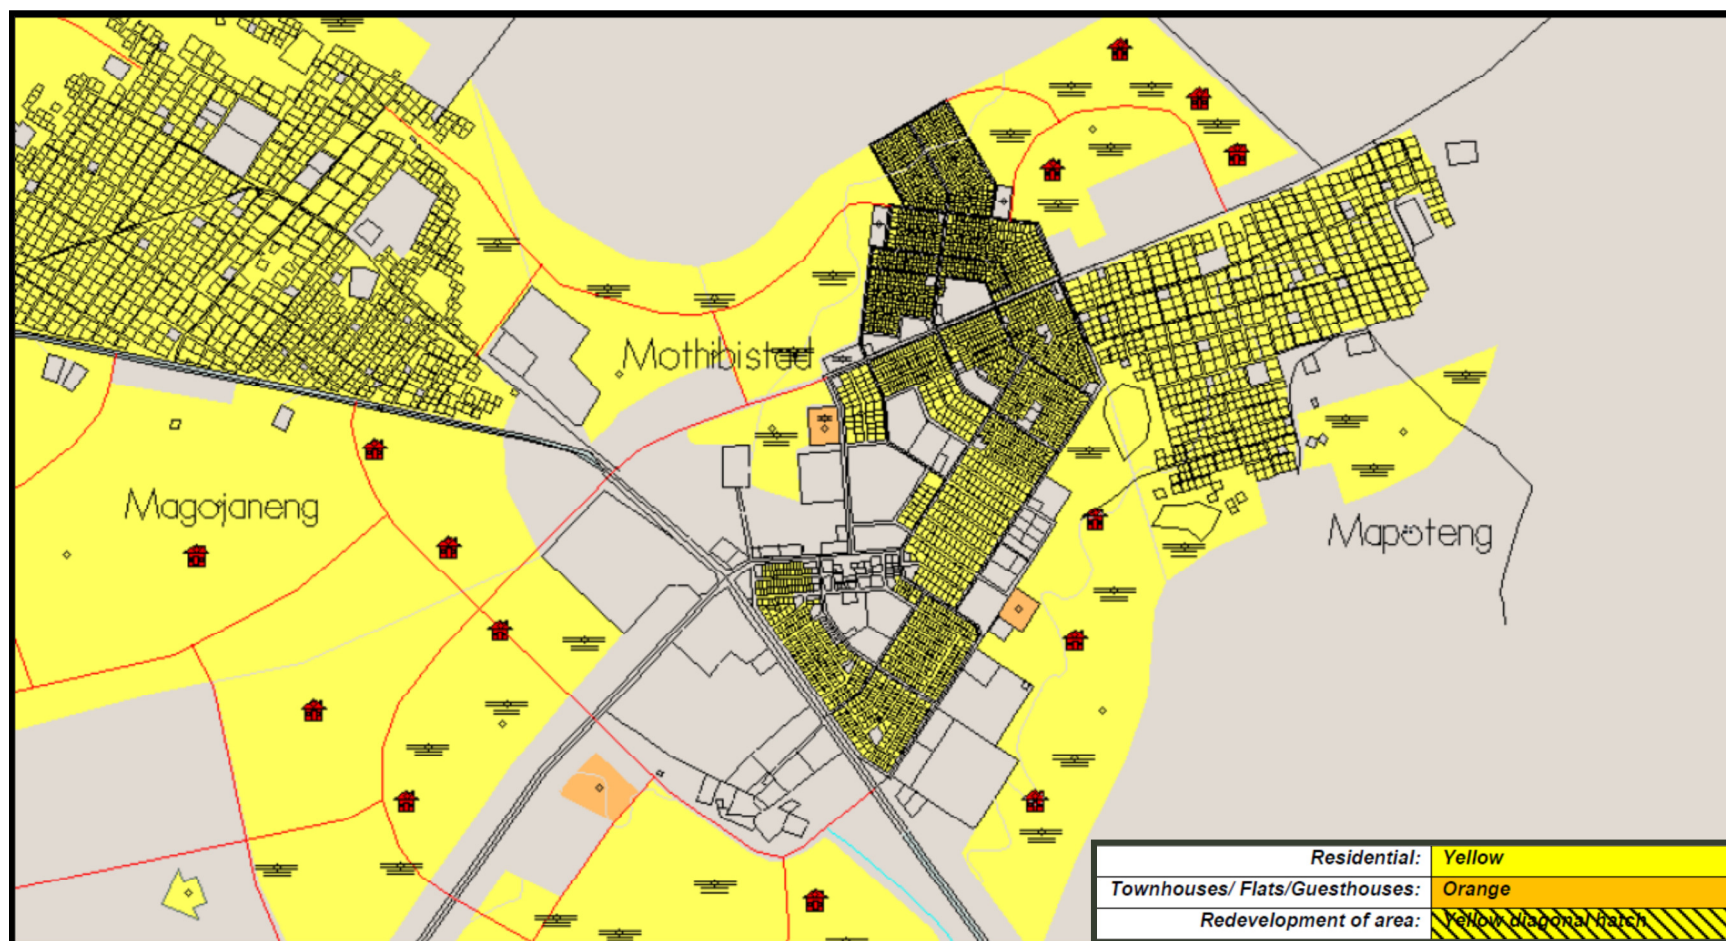 Mothibistad
Magojaneng
Mapoteng
Residential: Yellow
Townhouses/ Flats/Guesthouses: Orange
Redevelopment of area: Yellow diagonal hatch